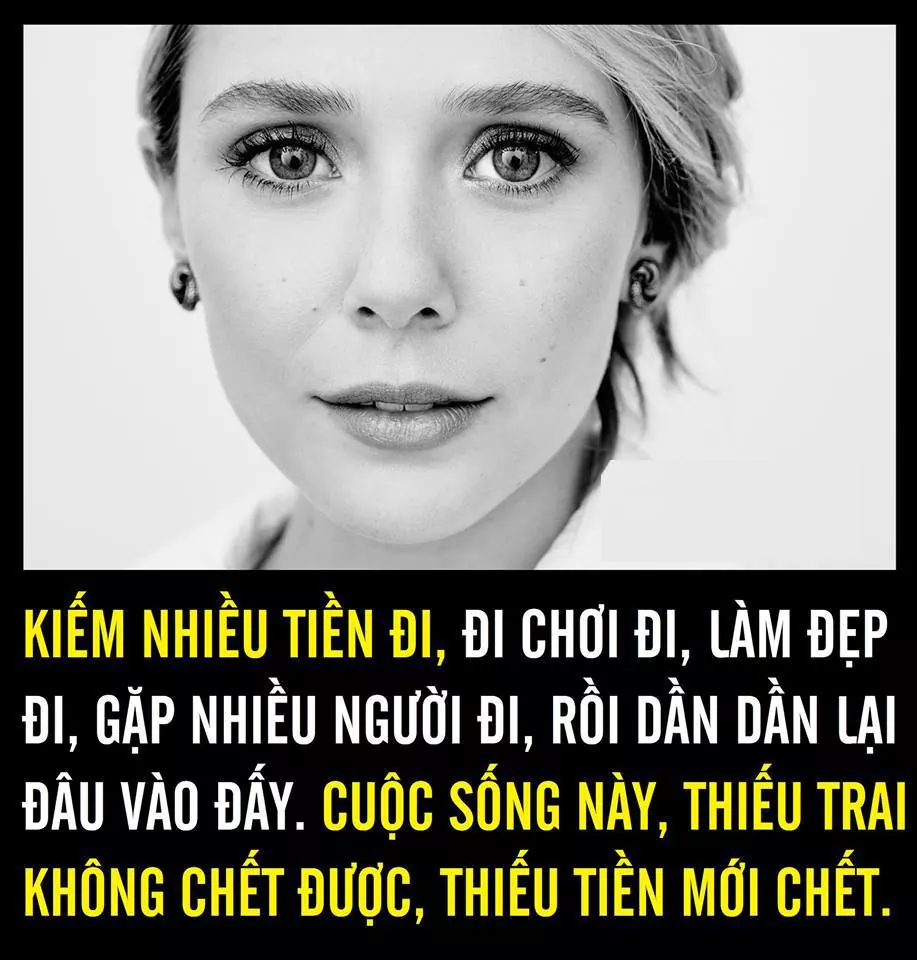 KIẾM NHIỀU TIỀN ĐI, ĐI CHƠI ĐI, LÀM ĐẸP
ĐI, GẶP NHIỀU NGƯỜI ĐI, RỒI DẦN DẦN LẠI
ĐÂU VÀO ĐẤY. CUỘC SỐNG NÀY, THIẾU TRAI
KHÔNG CHẾT ĐƯỢC, THIẾU TIỀN MỚI CHẾT.